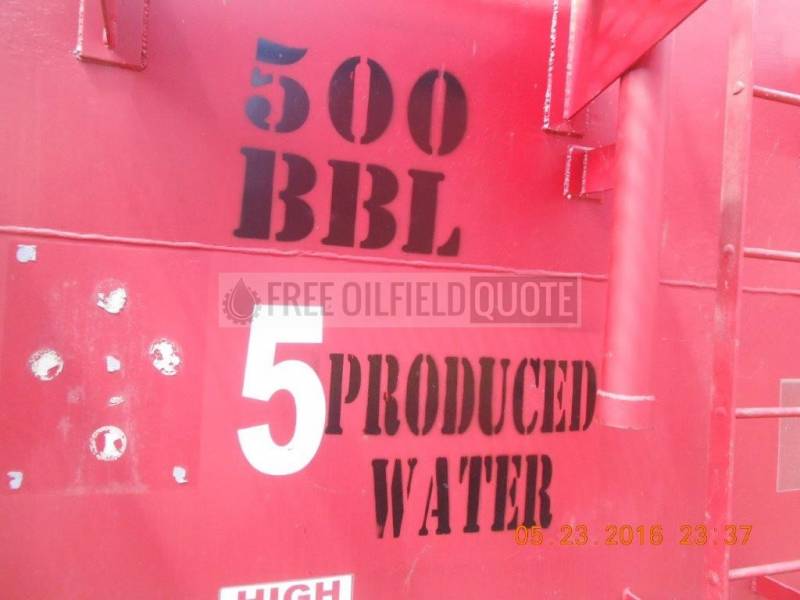 500
BBL
FREE OILFIELD QUOTE
5 PRODUCED
WATER
05.23.2016 23:37
HIGH